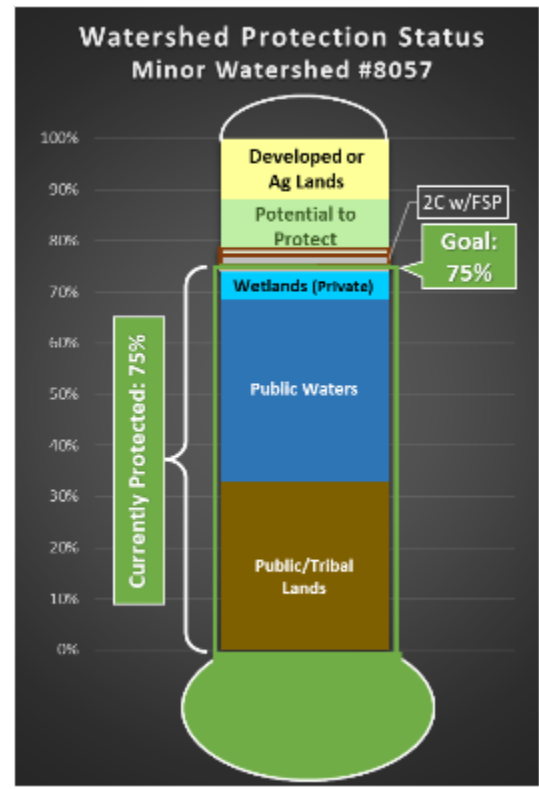 Watershed Protection Status
Minor Watershed #8057
100%
90%
80%
70%
60%
50%
40%
30%
20%
10%
0%
Developed or
Ag Lands
Potential to
Protect
2C w/FSP
Goal:
75%
Wetlands (Private)
Public Waters
Public/Tribal
Lands
Currently Protected: 75%